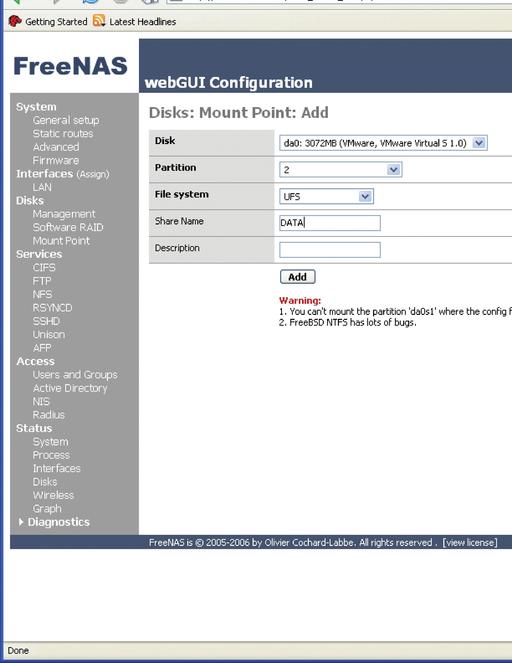 Getting Started Latest Headlines
FreeNAS
webGUI Configuration
System
General setup
Static routes
Advanced
Firmware
Interfaces (Assign)
LAN
Disks
Management
Software RAID
Mount Point
Services
CIFS
FTP
NFS
RSYNCD
SSHD
Unison
AFP
Access
Users and Groups
Active Directory
NIS
Radius
Status
System
Process
Interfaces
Disks
Wireless
Graph
Diagnostics
Disks: Mount Point: Add
Disk
da0: 3072MB (VMware, VMware Virtual S 1.0)
Partition
2
File system
UFS
Share Name
DATA
Description
Add
Warning:
1. You can't mount the partition 'da0s1' where the config f
2. FreeBSD NTFS has lots of bugs.
FreeNAS is © 2005-2006 by Olivier Cochard-Labbe. All rights reserved . [view license]
Done